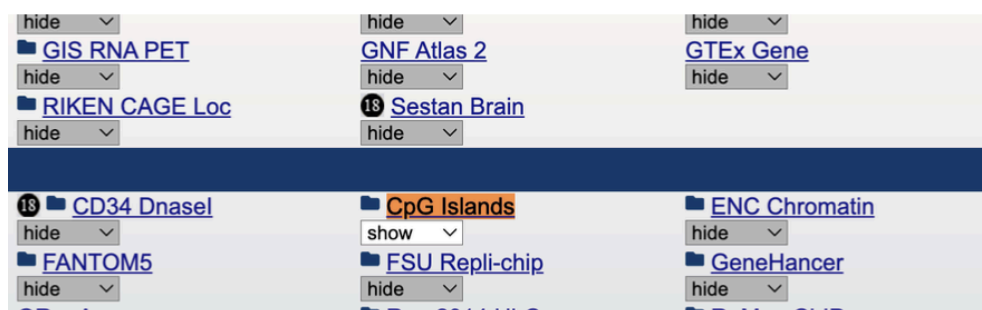 hide hide hide
GIS RNA PET GNF Atlas 2 GTEx Gene
hide hide hide
RIKEN CAGE Loc 18 Sestan Brain
hide hide
18 CD34 DnaseI CpG Islands ENC Chromatin
hide show hide
FANTOM5 FSU Repli-chip GeneHancer
hide hide hide